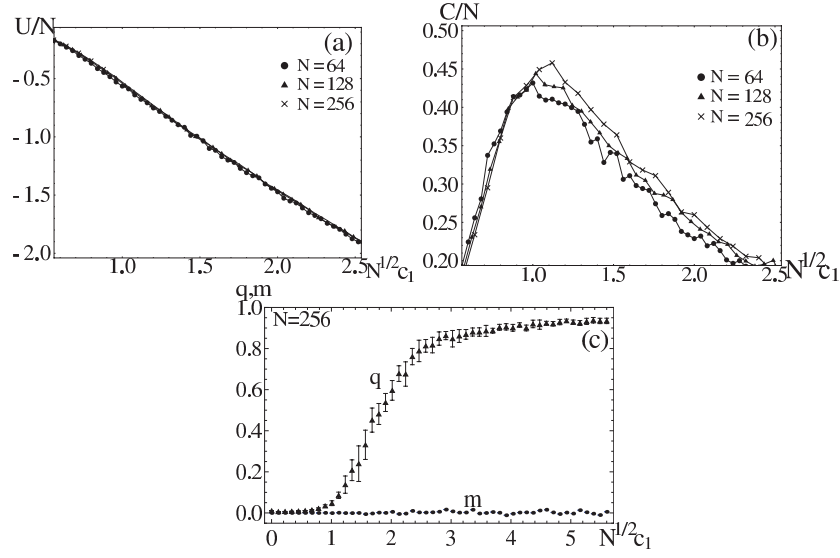 U/N
(a)
N = 64
N = 128
N = 256
- 0.5
- 1.0
- 1.5
- 2.0
1.0 1.5 2.0 2.5
N^1/2 c1
C/N
(b)
N = 64
N = 128
N = 256
0.50
0.45
0.40
0.35
0.30
0.25
0.20
1.0 1.5 2.0 2.5
N^1/2 c1
q,m
N=256
(c)
q
m
1.0
0.8
0.6
0.4
0.2
0.0
0 1 2 3 4 5
N^1/2 c1